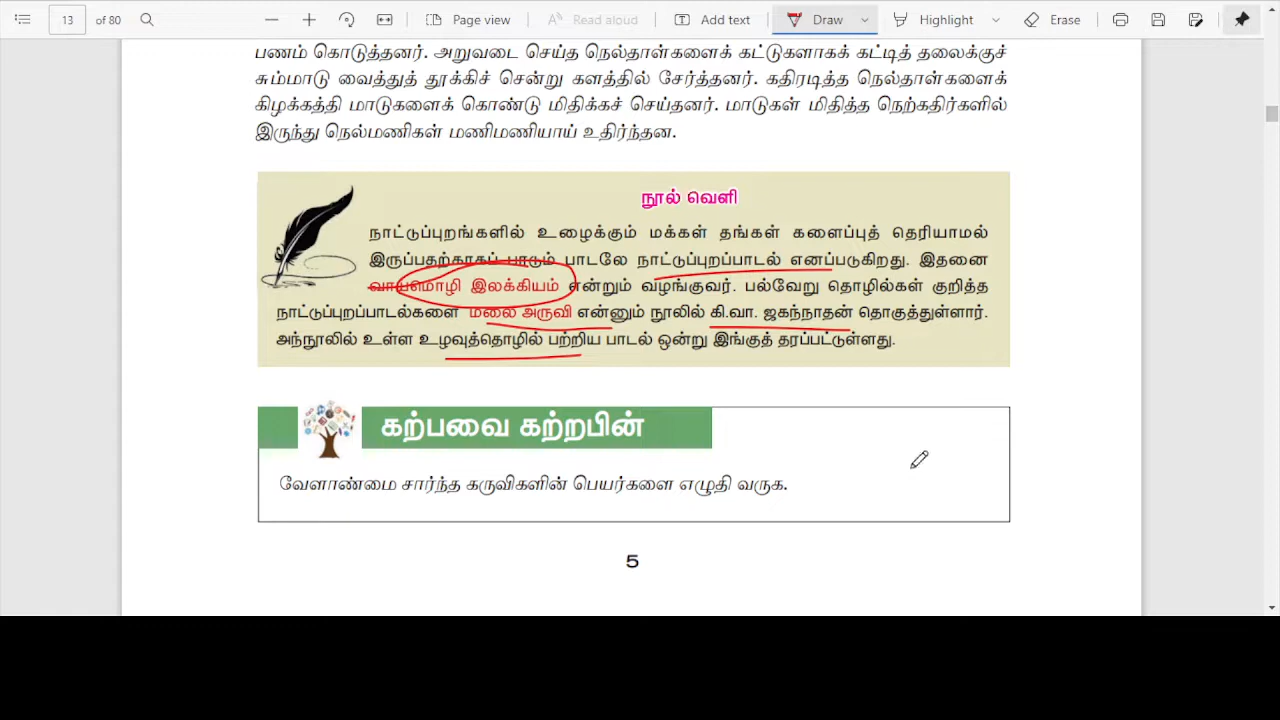 13 of 80 Page view Read aloud Add text Draw Highlight Erase
பணம் கொடுத்தனர். அறுவடை செய்த நெல்தாள்களைக் கட்டுகளாகக் கட்டித் தலைக்குச்
சும்மாடு வைத்துத் தூக்கிச் சென்று களத்தில் சேர்த்தனர். கதிரடித்த நெல்தாள்களைக்
கிழக்கத்தி மாடுகளைக் கொண்டு மிதிக்கச் செய்தனர். மாடுகள் மிதித்த நெற்கதிர்களில்
இருந்து நெல்மணிகள் மணிமணியாய் உதிர்ந்தன.
நூல் வெளி
நாட்டுப்புறங்களில் உழைக்கும் மக்கள் தங்கள் களைப்புத் தெரியாமல்
இருப்பதற்காகப் பாடும் பாடலே நாட்டுப்புறப்பாடல் எனப்படுகிறது. இதனை
வாய்மொழி இலக்கியம் என்றும் வழங்குவர். பல்வேறு தொழில்கள் குறித்த
நாட்டுப்புறப்பாடல்களை மலை அருவி என்னும் நூலில் கி.வா. ஜகந்நாதன் தொகுத்துள்ளார்.
அந்நூலில் உள்ள உழவுத்தொழில் பற்றிய பாடல் ஒன்று இங்குத் தரப்பட்டுள்ளது.
கற்பவை கற்றபின்
வேளாண்மை சார்ந்த கருவிகளின் பெயர்களை எழுதி வருக.
5